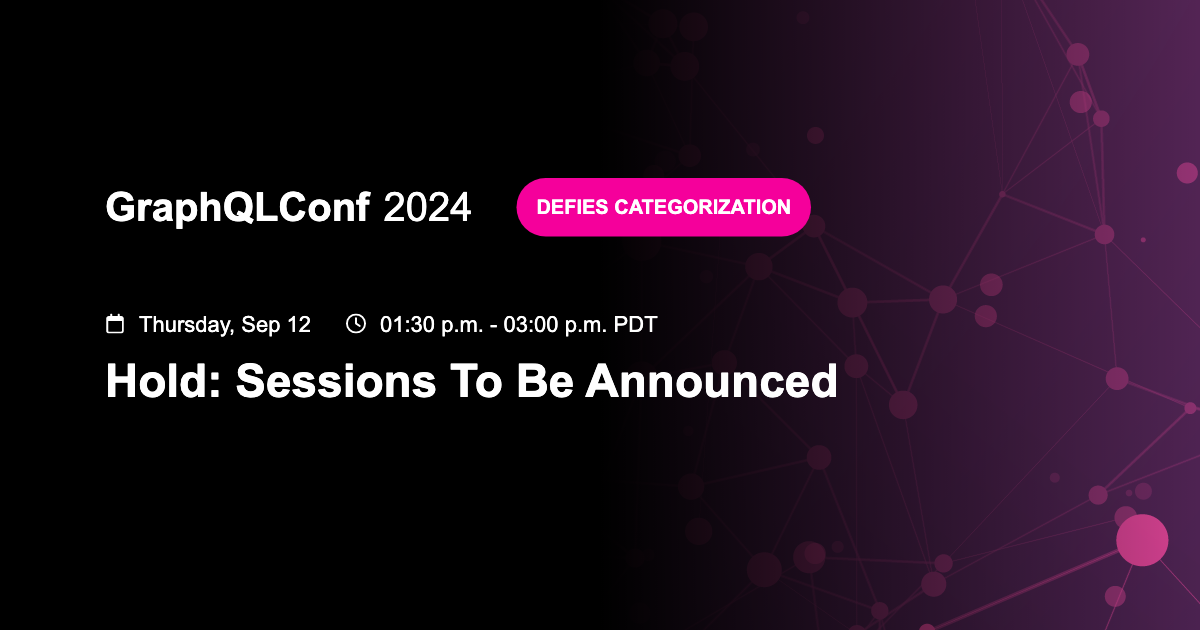 GraphQLConf 2024
DEFIES CATEGORIZATION
Thursday, Sep 12
01:30 p.m. - 03:00 p.m. PDT
Hold: Sessions To Be Announced